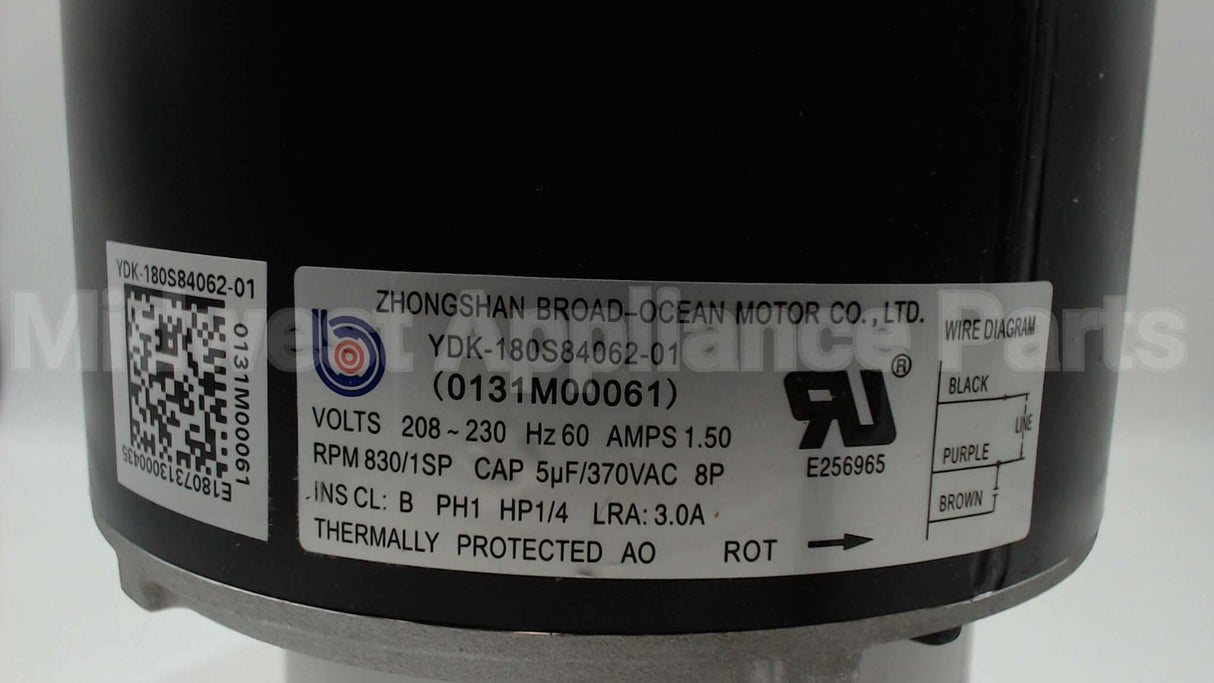 YDK-180S84062-01
0131M00061
E1807313000435
ZHONGSHAN BROAD-OCEAN MOTOR CO., LTD.
YDK-180S84062-01
(0131M00061)
VOLTS 208~230 Hz 60 AMPS 1.50
RPM 830/1SP CAP 5µF/370VAC 8P
INS CL: B PH1 HP1/4 LRA: 3.0A
THERMALLY PROTECTED AO ROT
RU®
E256965
WIRE DIAGRAM
BLACK
LINE
PURPLE
BROWN
Midwest Appliance Parts